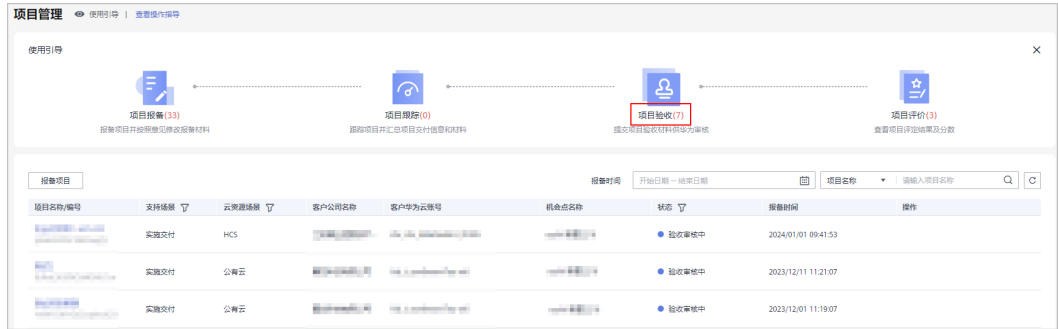 项目管理 使用引导 | 查看操作指导
使用引导
项目报备(33) 项目跟踪(0) 项目验收(7) 项目评价(3)
报备项目并按照意见修改报备材料 跟踪项目并汇总项目交付信息和材料 提交项目验收材料供华为审核 查看项目评定结果及分数
报备项目 报备时间 开始日期 – 结束日期 项目名称 请输入项目名称
项目名称/编号 支持场景 云资源场景 客户公司名称 客户华为云账号 机会点名称 状态 报备时间 操作
实施交付 HCS 验收审核中 2024/01/01 09:41:53
实施交付 公有云 验收审核中 2023/12/11 11:21:07
实施交付 公有云 验收审核中 2023/12/01 11:19:07